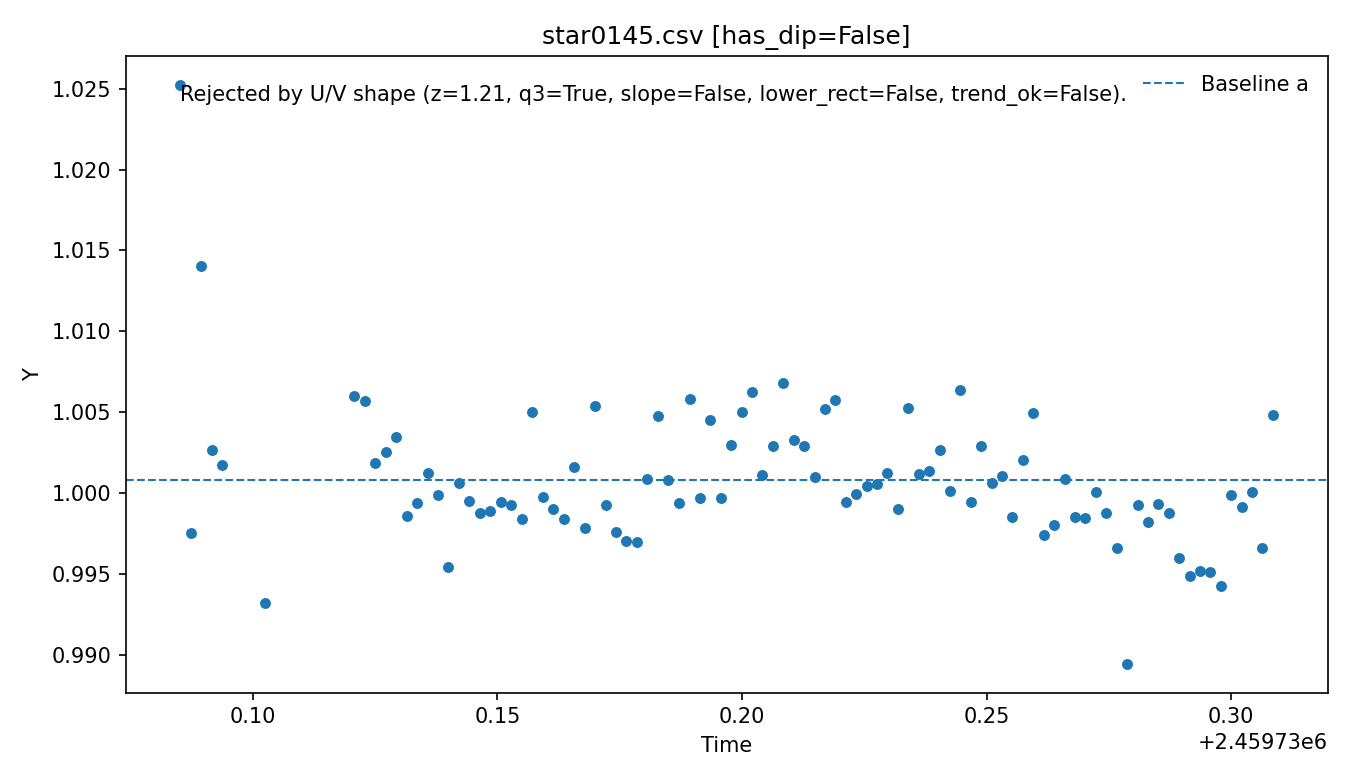 star0145.csv [has_dip=False]
Rejected by U/V shape (z=1.21, q3=True, slope=False, lower_rect=False, trend_ok=False).
Baseline a
1.025
1.020
1.015
1.010
1.005
1.000
0.995
0.990
Y
0.10
0.15
0.20
0.25
0.30
Time
+2.45973e6